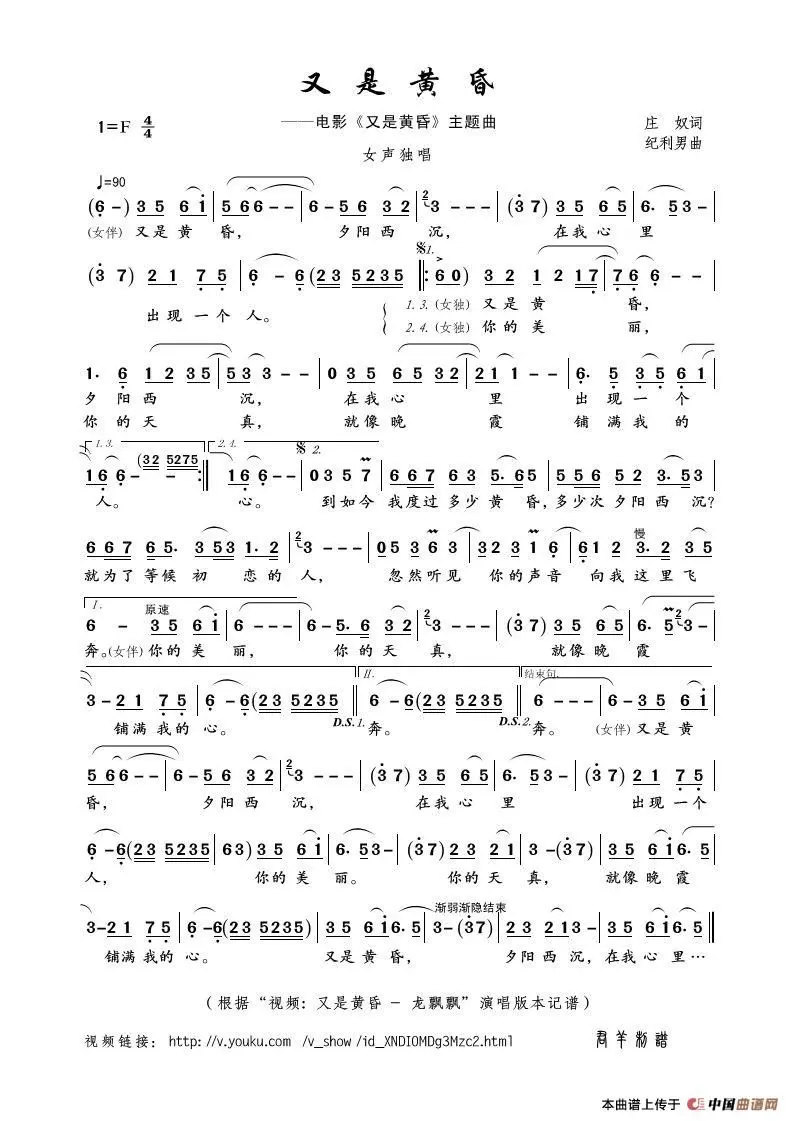 又是黄昏
1=F 4/4
——电影《又是黄昏》主题曲
庄 奴词
女声独唱
纪利男曲
♩=90
(6 -) 3 5 6 i | 5 6 6 - - | 6 - 5 6 3 2 | 2 3 - - - | (3 7) 3 5 6 5 | 6. 5 3 - |
(女伴) 又是黄 昏， 夕阳西 沉， 在我心 里
(3 7) 2 1 7 5 | 6 - 6 (2 3 5 2 3 5 ‖: 6 0) 3 2 1 2 1 7 | 7 6 6 - - |
𝄋1.
出现一个 人。 1.3.(女独) 又是黄 昏，
2.4.(女独) 你的美 丽，
1. 6 1 2 3 5 | 5 3 3 - - | 0 3 5 6 5 3 2 | 2 1 1 - - | 6. 3 5 6 1 |
夕 阳西 沉， 在我心 里 出 现一个
你 的天 真， 就像晚 霞 铺 满我的
1.3. 2.4. 𝄋2.
1 6 6 - (3 2 5 2 7 5 - :‖ 1 6 6 - - | 0 3 5 7 | 6 6 7 6 3 5. 6 5 | 5 5 6 5 2 3. 5 3 |
人。 心。 到如今 我度过多少黄 昏，多少次夕阳西 沉？
慢
6 6 7 6 5. 3 5 3 1. 2 | 2 3 - - - | 0 5 3 6 3 | 3 2 3 1 6 | 6 1 2 3. 2 3 5 |
就为了等候 初 恋的人， 忽然听见 你的声音 向我这里飞
I. 原速
6 - 3 5 6 i | 6 - - - | 6 - 5. 6 3 2 | 2 3 - - - | (3 7) 3 5 6 5 | 6. 5 2 3 - |
奔。(女伴)你的美 丽， 你的天 真， 就像晚 霞
II. 结束句.
3 - 2 1 7 5 | 6 - 6 (2 3 5 2 3 5 ‖ 6 - 6 (2 3 5 2 3 5 ‖ 6 - - - | 6 - 3 5 6 i |
D.S.1. D.S.2.
铺满我的 心。 奔。 奔。 (女伴)又是黄
5 6 6 - - | 6 - 5 6 3 2 | 2 3 - - - | (3 7) 3 5 6 5 | 6. 5 3 - | (3 7) 2 1 7 5 |
昏， 夕阳西 沉， 在我心 里 出现一个
6 - 6 (2 3 5 2 3 5 | 6 3) 3 5 6 i | 6. 5 3 - | (3 7) 2 3 2 1 | 3 - (3 7) | 3 5 6 i 6. 5 |
人， 你的美 丽。 你的天 真， 就像晚 霞
渐弱渐隐结束
3 - 2 1 7 5 | 6 - 6 (2 3 5 2 3 5) | 3 5 6 i 6. 5 | 3 - (3 7) | 2 3 2 1 3 - | 3 5 6 i 6. 5 ‖
铺满我的 心。 又是黄 昏， 夕阳西 沉，在我心 里…
(根据“视频: 又是黄昏 - 龙飘飘”演唱版本记谱)
视频链接: http://v.youku.com /v_show /id_XNDI0MDg3Mzc2.html
君羊制谱
本曲谱上传于 中国曲谱网